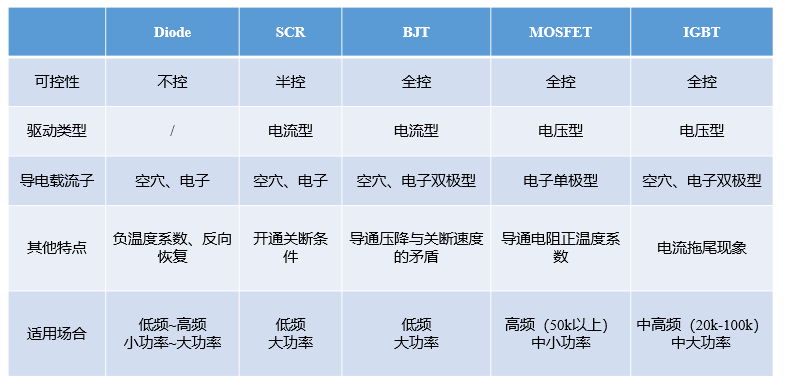 Diode SCR BJT MOSFET IGBT
可控性 不控 半控 全控 全控 全控
驱动类型 / 电流型 电流型 电压型 电压型
导电载流子 空穴、电子 空穴、电子 空穴、电子双极型 电子单极型 空穴、电子双极型
其他特点 负温度系数、反向
恢复 开通关断条
件 导通压降与关断速度
的矛盾 导通电阻正温度系
数 电流拖尾现象
适用场合 低频~高频
小功率~大功率 低频
大功率 低频
大功率 高频（50k以上）
中小功率 中高频（20k-100k）
中大功率